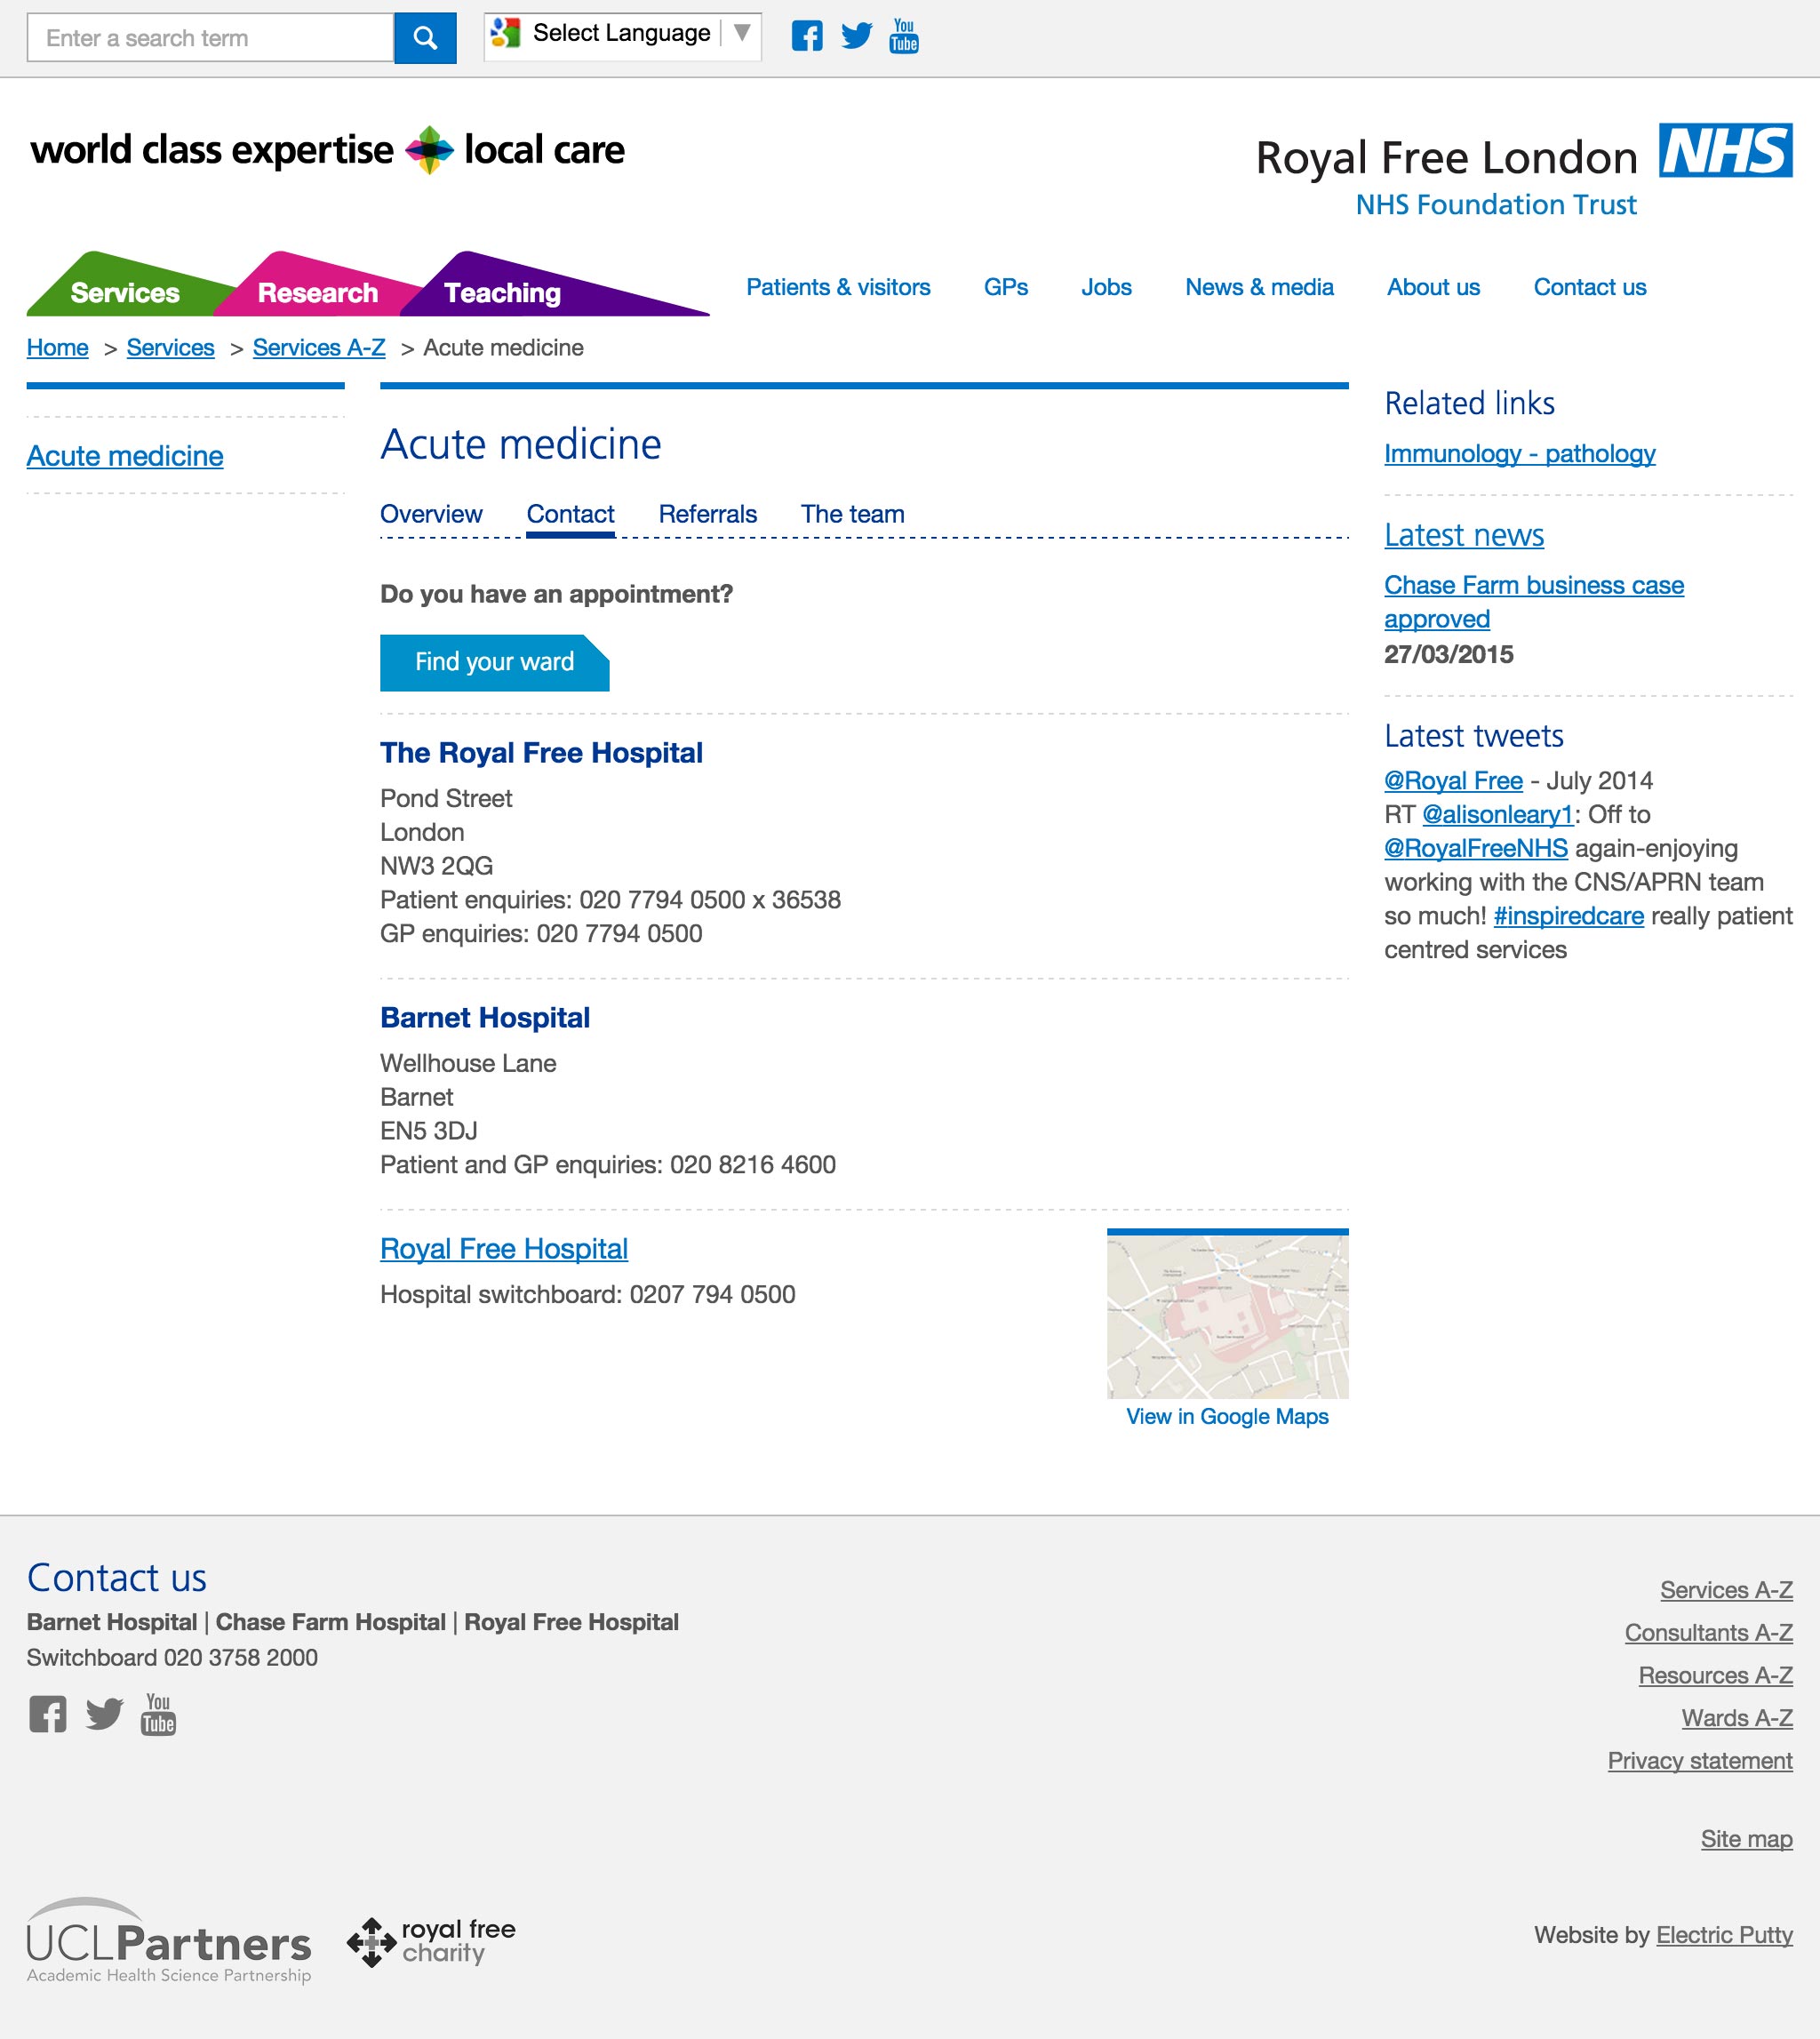 Enter a search term
Select Language
You
Tube
world class expertise local care
Royal Free London NHS
NHS Foundation Trust
Services
Research
Teaching
Patients & visitors
GPs
Jobs
News & media
About us
Contact us
Home > Services > Services A-Z > Acute medicine
Acute medicine
Acute medicine
Overview
Contact
Referrals
The team
Do you have an appointment?
Find your ward
The Royal Free Hospital
Pond Street
London
NW3 2QG
Patient enquiries: 020 7794 0500 x 36538
GP enquiries: 020 7794 0500
Barnet Hospital
Wellhouse Lane
Barnet
EN5 3DJ
Patient and GP enquiries: 020 8216 4600
Royal Free Hospital
Hospital switchboard: 0207 794 0500
View in Google Maps
Related links
Immunology - pathology
Latest news
Chase Farm business case
approved
27/03/2015
Latest tweets
@Royal Free - July 2014
RT @alisonleary1: Off to
@RoyalFreeNHS again-enjoying
working with the CNS/APRN team
so much! #inspiredcare really patient
centred services
Contact us
Barnet Hospital | Chase Farm Hospital | Royal Free Hospital
Switchboard 020 3758 2000
You
Tube
Services A-Z
Consultants A-Z
Resources A-Z
Wards A-Z
Privacy statement
Site map
UCLPartners
Academic Health Science Partnership
royal free
charity
Website by Electric Putty